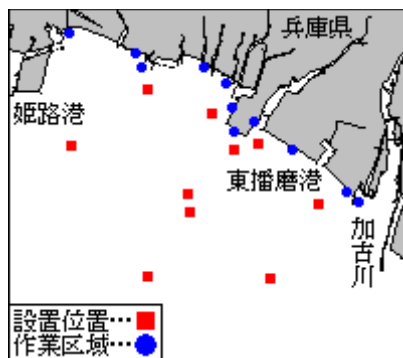 兵庫県
姫路港
東播磨港
加古川
設置位置…
作業区域…